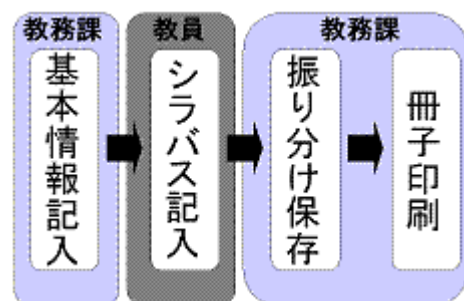 教務課
基本情報記入
教員
シラバス記入
教務課
振り分け保存
冊子印刷